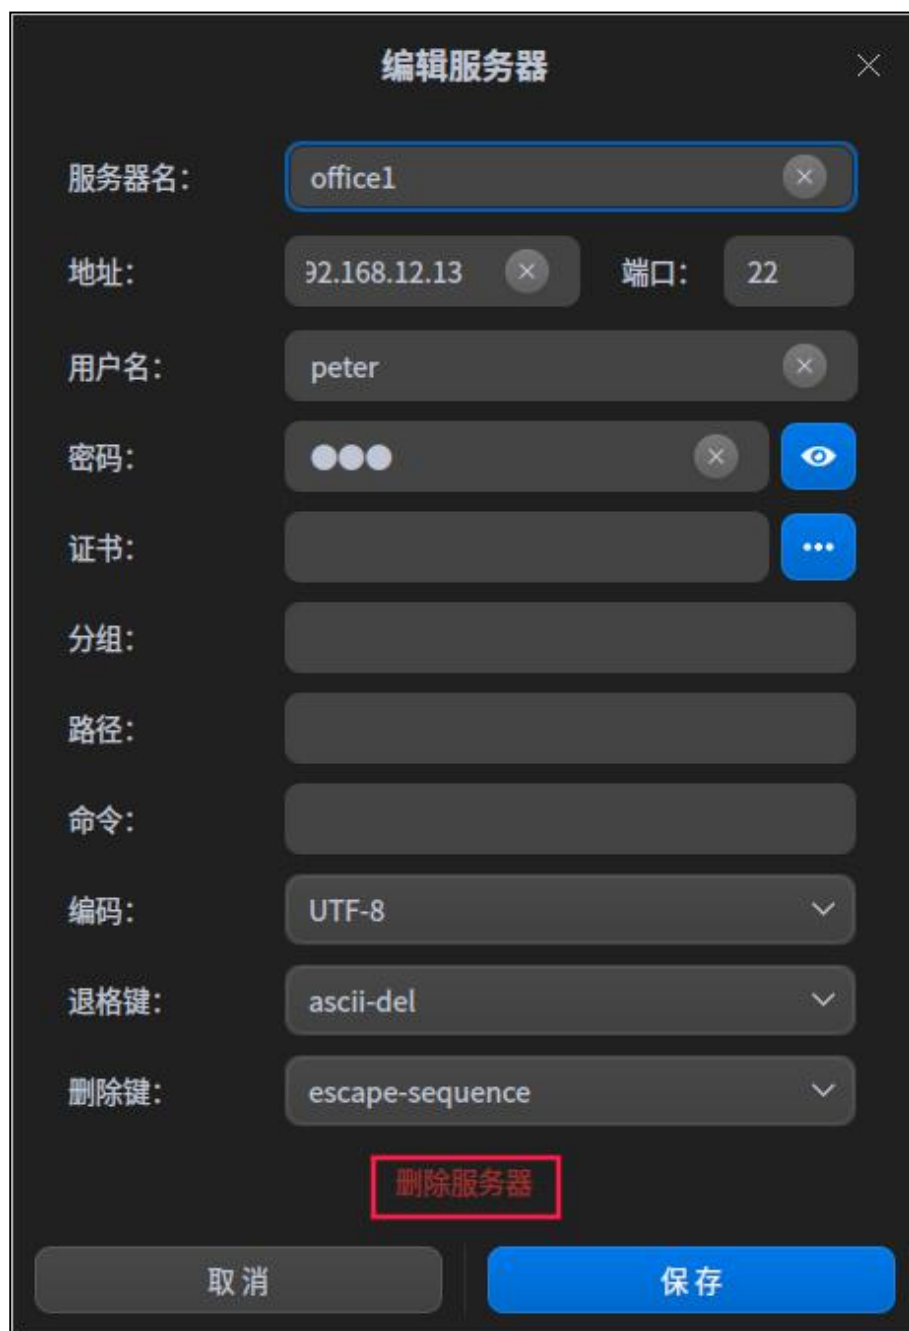 编辑服务器
服务器名： office1
地址： 92.168.12.13 端口： 22
用户名： peter
密码： ●●●
证书：
分组：
路径：
命令：
编码： UTF-8
退格键： ascii-del
删除键： escape-sequence
删除服务器
取消 保存